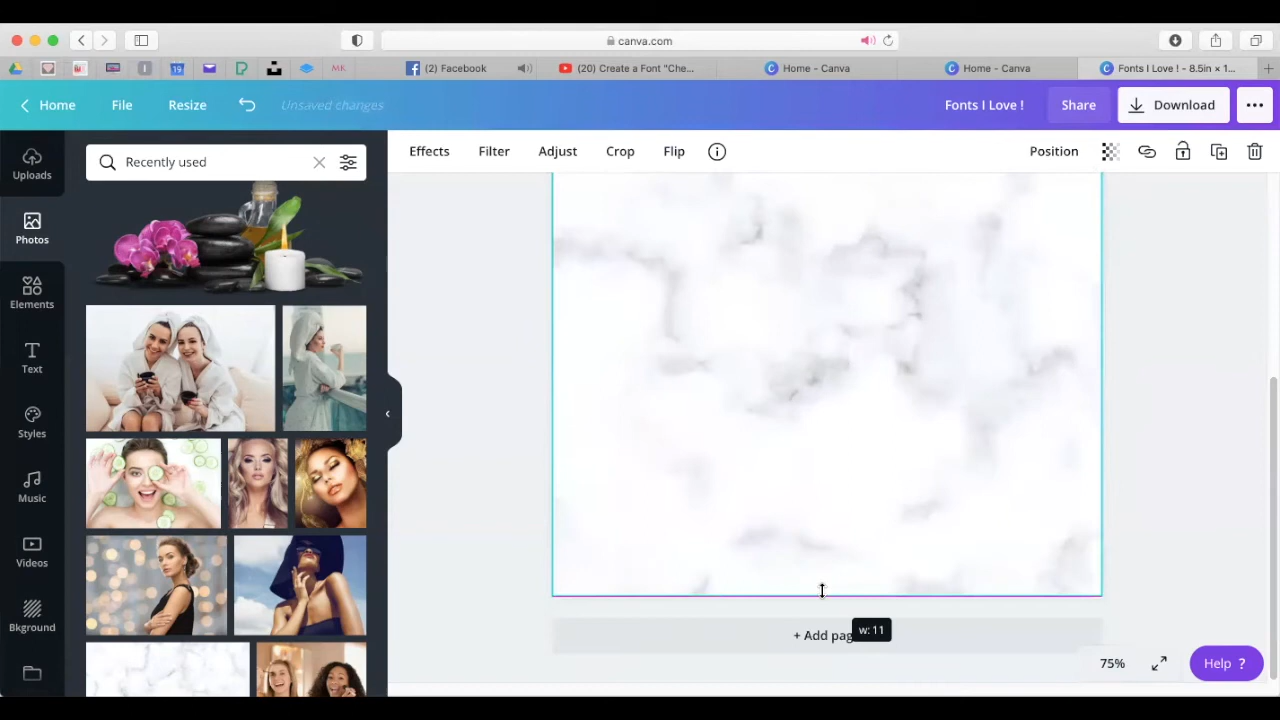 canva.com
MK
(2) Facebook
(20) Create a Font "Che...
Home - Canva
Home - Canva
Fonts I Love ! - 8.5in × 1...
Home
File
Resize
Unsaved changes
Fonts I Love !
Share
Download
Uploads
Recently used
Effects
Filter
Adjust
Crop
Flip
Position
Photos
Elements
Text
Styles
Music
Videos
Bkground
+ Add pag
w: 11
75%
Help ?